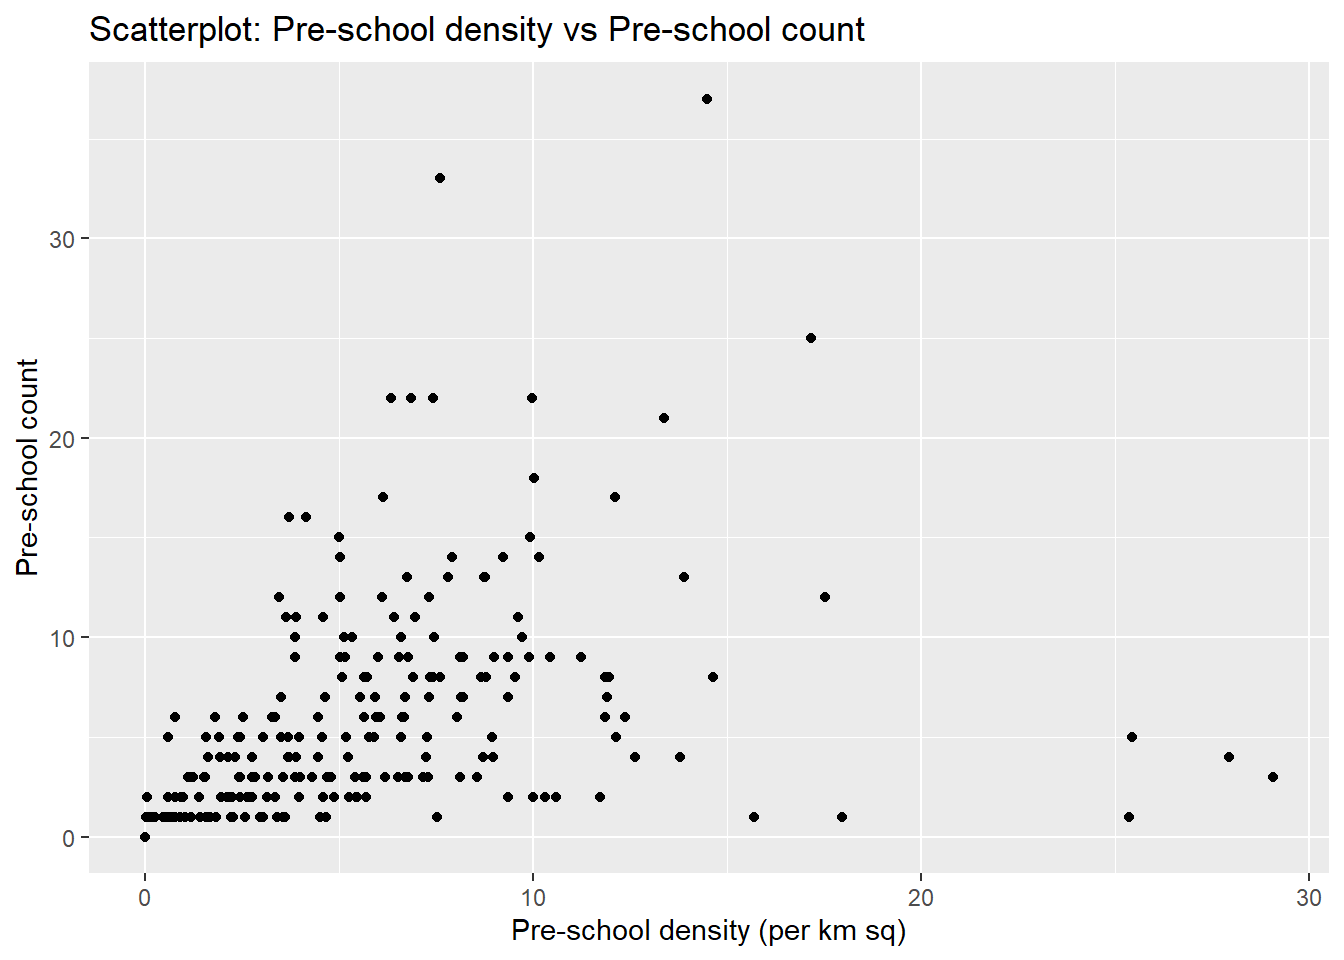 Scatterplot: Pre-school density vs Pre-school count
Pre-school count
30
20
10
0
0 10 20 30
Pre-school density (per km sq)